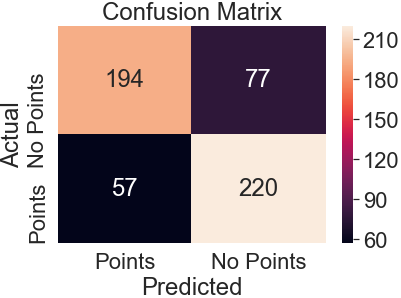 Confusion Matrix
Actual
No Points
Points
194 77
57 220
Points No Points
Predicted
210
180
150
120
90
60